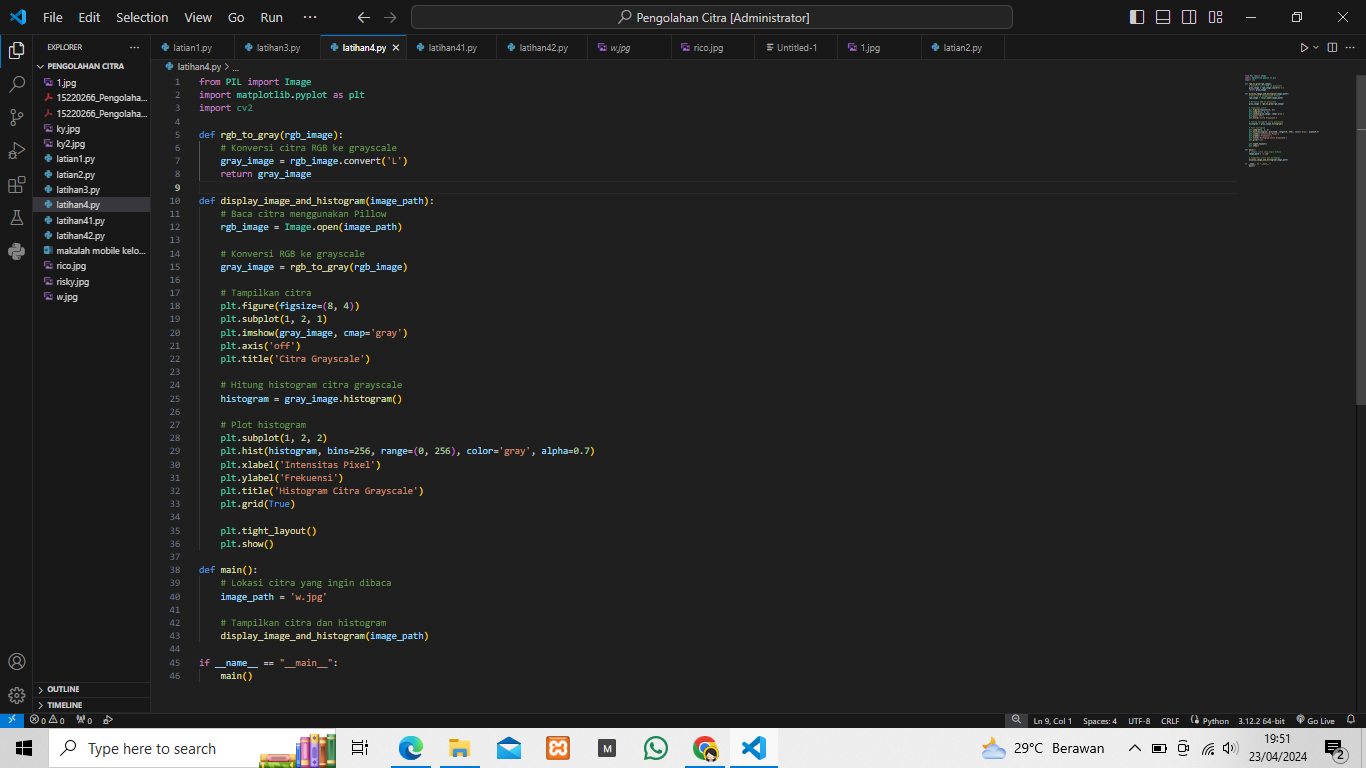 File Edit Selection View Go Run ··· Pengolahan Citra [Administrator]
EXPLORER ···
latian1.py latihan3.py latihan4.py latihan41.py latihan42.py w.jpg rico.jpg Untitled-1 1.jpg latian2.py
PENGOLAHAN CITRA
1.jpg
15220266_Pengolaha...
15220266_Pengolaha...
ky.jpg
ky2.jpg
latian1.py
latian2.py
latihan3.py
latihan4.py
latihan41.py
latihan42.py
makalah mobile kelo...
rico.jpg
risky.jpg
w.jpg
OUTLINE
TIMELINE
latihan4.py > ...
1 from PIL import Image
2 import matplotlib.pyplot as plt
3 import cv2
4
5 def rgb_to_gray(rgb_image):
6 # Konversi citra RGB ke grayscale
7 gray_image = rgb_image.convert('L')
8 return gray_image
9
10 def display_image_and_histogram(image_path):
11 # Baca citra menggunakan Pillow
12 rgb_image = Image.open(image_path)
13
14 # Konversi RGB ke grayscale
15 gray_image = rgb_to_gray(rgb_image)
16
17 # Tampilkan citra
18 plt.figure(figsize=(8, 4))
19 plt.subplot(1, 2, 1)
20 plt.imshow(gray_image, cmap='gray')
21 plt.axis('off')
22 plt.title('Citra Grayscale')
23
24 # Hitung histogram citra grayscale
25 histogram = gray_image.histogram()
26
27 # Plot histogram
28 plt.subplot(1, 2, 2)
29 plt.hist(histogram, bins=256, range=(0, 256), color='gray', alpha=0.7)
30 plt.xlabel('Intensitas Pixel')
31 plt.ylabel('Frekuensi')
32 plt.title('Histogram Citra Grayscale')
33 plt.grid(True)
34
35 plt.tight_layout()
36 plt.show()
37
38 def main():
39 # Lokasi citra yang ingin dibaca
40 image_path = 'w.jpg'
41
42 # Tampilkan citra dan histogram
43 display_image_and_histogram(image_path)
44
45 if __name__ == "__main__":
46 main()
0 0 0 Ln 9, Col 1 Spaces: 4 UTF-8 CRLF Python 3.12.2 64-bit Go Live
Type here to search M 29°C Berawan 19:51
23/04/2024 2